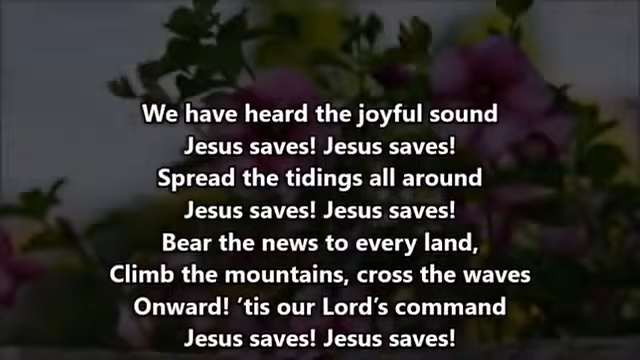 We have heard the joyful sound
Jesus saves! Jesus saves!
Spread the tidings all around
Jesus saves! Jesus saves!
Bear the news to every land,
Climb the mountains, cross the waves
Onward! ’tis our Lord’s command
Jesus saves! Jesus saves!